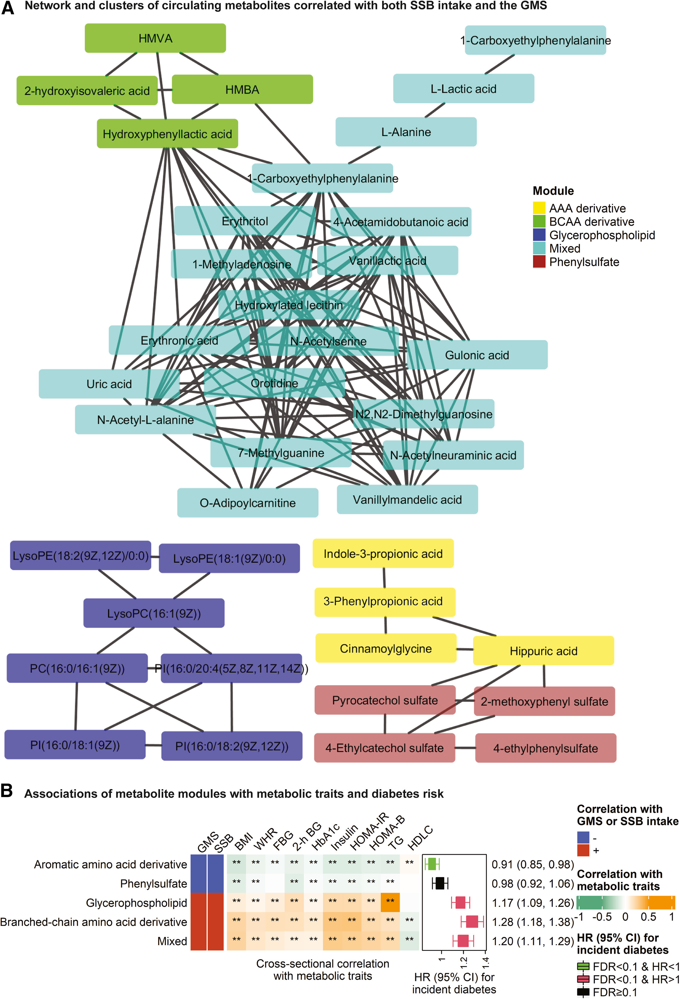 A Network and clusters of circulating metabolites correlated with both SSB intake and the GMS
HMVA
1-Carboxyethylphenylalanine
2-hydroxyisovaleric acid
HMBA
L-Lactic acid
Hydroxyphenyllactic acid
L-Alanine
1-Carboxyethylphenylalanine
Module
AAA derivative
BCAA derivative
Glycerophospholipid
Mixed
Phenylsulfate
Erythritol
4-Acetamidobutanoic acid
1-Methyladenosine
Vanillactic acid
Hydroxylated lecithin
Erythronic acid
N-Acetylserine
Gulonic acid
Uric acid
Orotidine
N-Acetyl-L-alanine
N2,N2-Dimethylguanosine
7-Methylguanine
N-Acetylneuraminic acid
O-Adipoylcarnitine
Vanillylmandelic acid
LysoPE(18:2(9Z,12Z)/0:0)
LysoPE(18:1(9Z)/0:0)
LysoPC(16:1(9Z))
PC(16:0/16:1(9Z))
PI(16:0/20:4(5Z,8Z,11Z,14Z))
PI(16:0/18:1(9Z))
PI(16:0/18:2(9Z,12Z))
Indole-3-propionic acid
3-Phenylpropionic acid
Cinnamoylglycine
Hippuric acid
Pyrocatechol sulfate
2-methoxyphenyl sulfate
4-Ethylcatechol sulfate
4-ethylphenylsulfate
B Associations of metabolite modules with metabolic traits and diabetes risk
GMS SSB BMI WHR FBG 2-h BG HbA1c Insulin HOMA-IR HOMA-B TG HDLC
Aromatic amino acid derivative ** ** ** ** ** ** ** ** ** ** 0.91 (0.85, 0.98)
Phenylsulfate ** ** ** ** ** ** ** ** 0.98 (0.92, 1.06)
Glycerophospholipid ** ** ** ** ** ** ** ** ** 1.17 (1.09, 1.26)
Branched-chain amino acid derivative ** ** ** ** ** ** ** ** ** ** 1.28 (1.18, 1.38)
Mixed ** ** ** ** ** ** ** ** ** ** 1.20 (1.11, 1.29)
1 1.2 1.4
Cross-sectional correlation
with metabolic traits
HR (95% CI) for
incident diabetes
Correlation with
GMS or SSB intake
-
+
Correlation with
metabolic traits
-1 -0.5 0 0.5 1
HR (95% CI) for
incident diabetes
FDR<0.1 & HR<1
FDR<0.1 & HR>1
FDR≥0.1